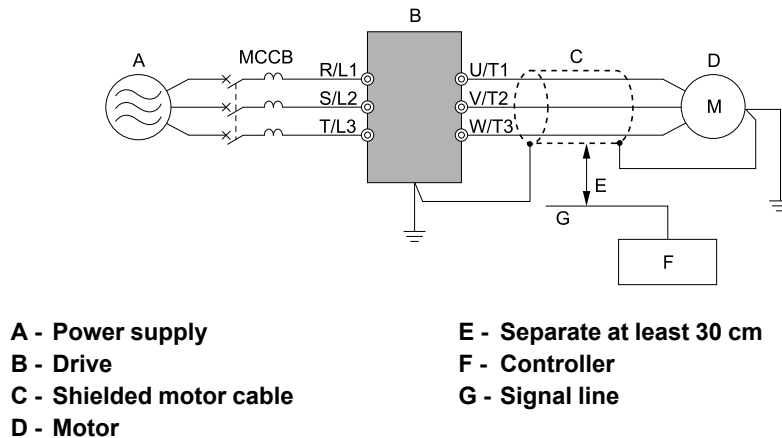 B
A
MCCB
R/L1
S/L2
T/L3
U/T1
V/T2
W/T3
C
D
M
E
G
F
A - Power supply
B - Drive
C - Shielded motor cable
D - Motor
E - Separate at least 30 cm
F - Controller
G - Signal line